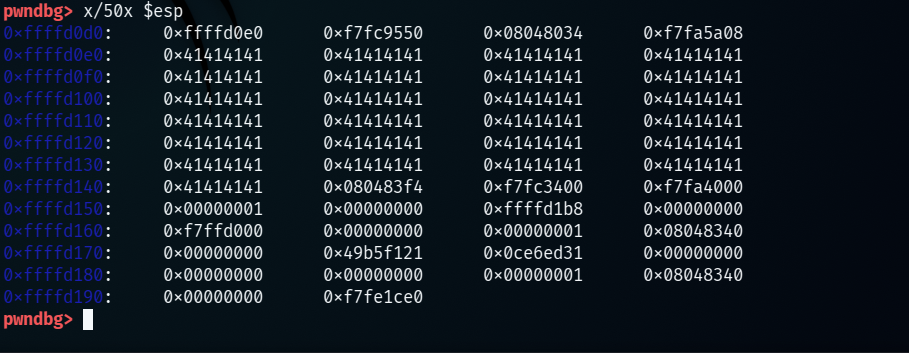 pwndbg> x/50x $esp
0xffffd0d0: 0xffffd0e0 0xf7fc9550 0x08048034 0xf7fa5a08
0xffffd0e0: 0x41414141 0x41414141 0x41414141 0x41414141
0xffffd0f0: 0x41414141 0x41414141 0x41414141 0x41414141
0xffffd100: 0x41414141 0x41414141 0x41414141 0x41414141
0xffffd110: 0x41414141 0x41414141 0x41414141 0x41414141
0xffffd120: 0x41414141 0x41414141 0x41414141 0x41414141
0xffffd130: 0x41414141 0x41414141 0x41414141 0x41414141
0xffffd140: 0x41414141 0x080483f4 0xf7fc3400 0xf7fa4000
0xffffd150: 0x00000001 0x00000000 0xffffd1b8 0x00000000
0xffffd160: 0xf7ffd000 0x00000000 0x00000001 0x08048340
0xffffd170: 0x00000000 0x49b5f121 0x0ce6ed31 0x00000000
0xffffd180: 0x00000000 0x00000000 0x00000001 0x08048340
0xffffd190: 0x00000000 0xf7fe1ce0
pwndbg>